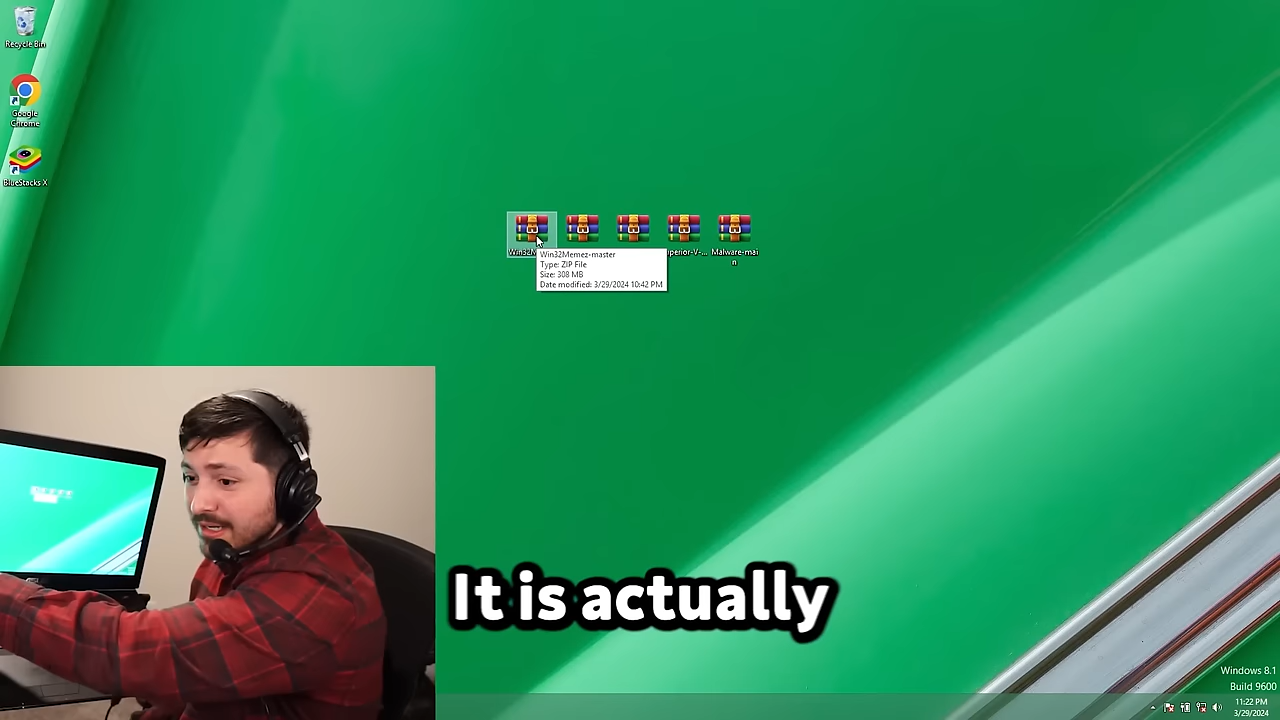 Recycle Bin
Google
Chrome
BlueStacks X
Malware-mai
n
Win32Memez-master
Type: ZIP File
Size: 308 MB
Date modified: 3/29/2024 10:42 PM
It is actually
Windows 8.1
Build 9600
11:22 PM
3/29/2024